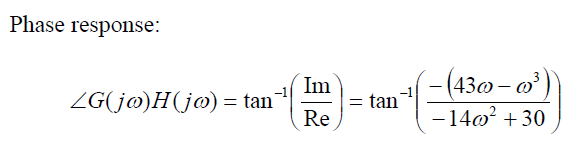 Phase response:
∠G(jω)H(jω) = tan⁻¹(Im/Re) = tan⁻¹(−(43ω − ω³)/(−14ω² + 30))